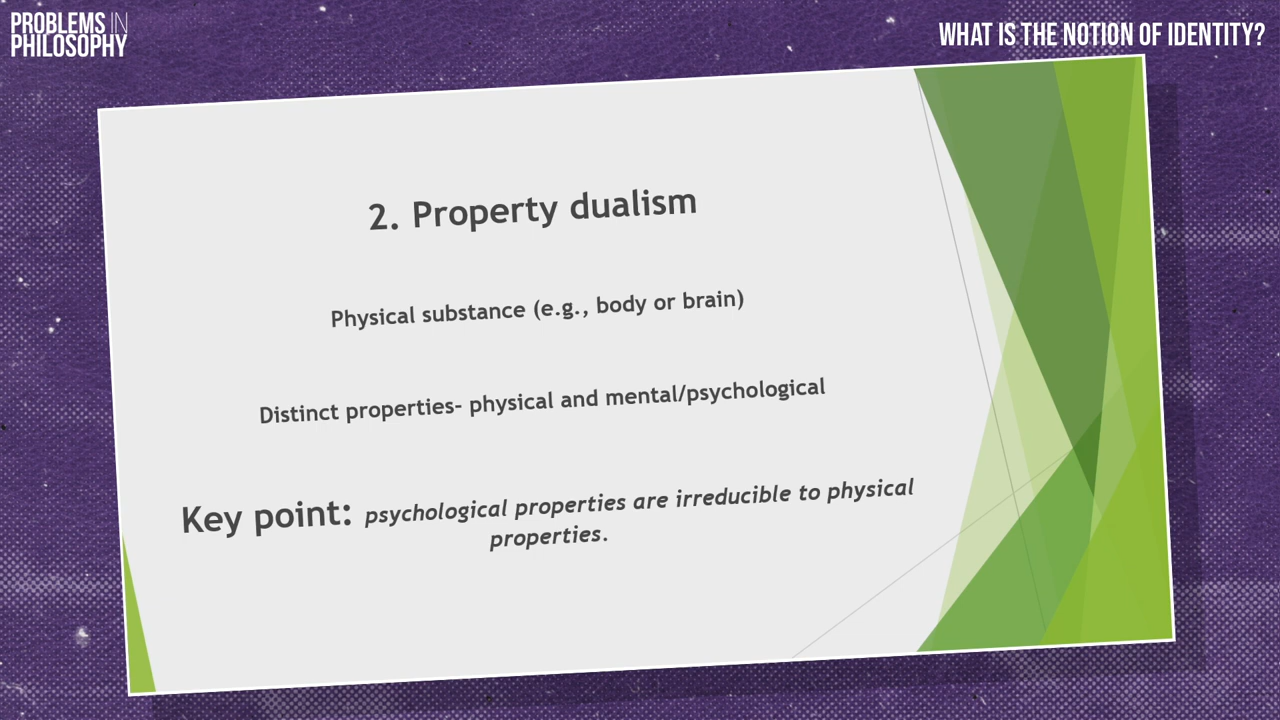 PROBLEMS IN
PHILOSOPHY
WHAT IS THE NOTION OF IDENTITY?
2. Property dualism
Physical substance (e.g., body or brain)
Distinct properties- physical and mental/psychological
Key point: psychological properties are irreducible to physical
properties.